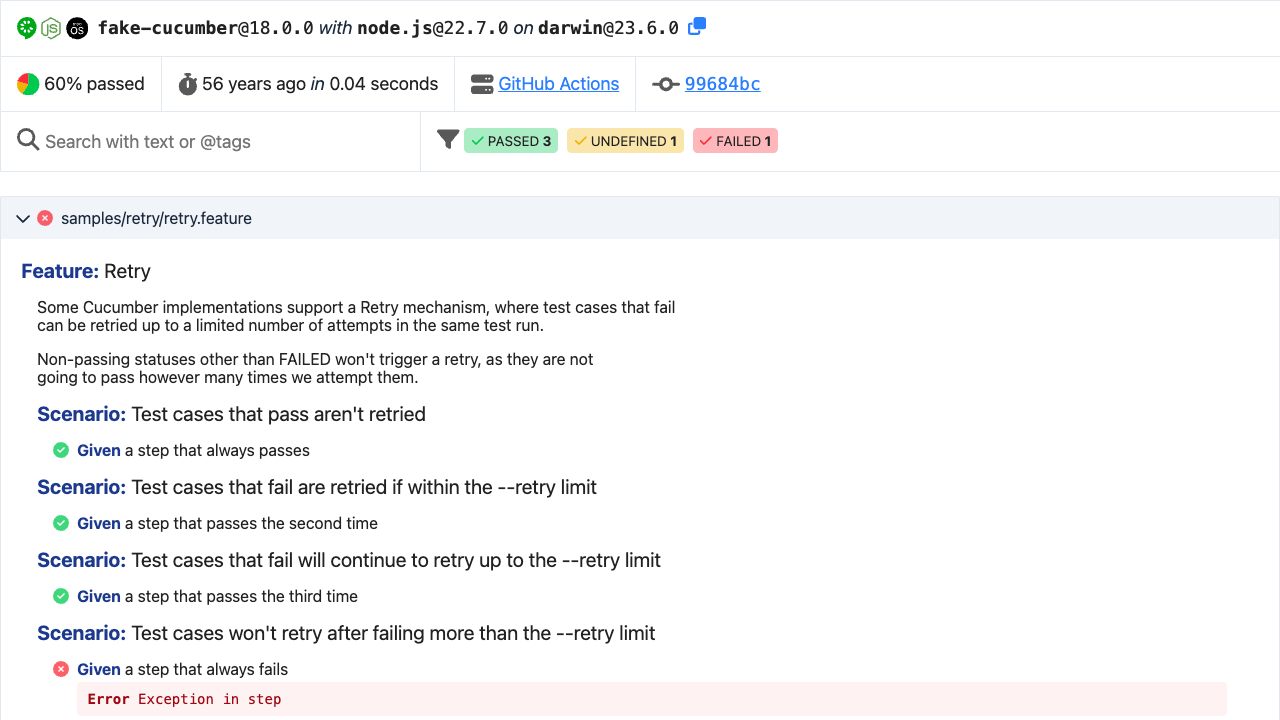 fake-cucumber@18.0.0 with node.js@22.7.0 on darwin@23.6.0
60% passed
56 years ago in 0.04 seconds
GitHub Actions
99684bc
Search with text or @tags
PASSED 3
UNDEFINED 1
FAILED 1
samples/retry/retry.feature
Feature: Retry
Some Cucumber implementations support a Retry mechanism, where test cases that fail
can be retried up to a limited number of attempts in the same test run.
Non-passing statuses other than FAILED won't trigger a retry, as they are not
going to pass however many times we attempt them.
Scenario: Test cases that pass aren't retried
Given a step that always passes
Scenario: Test cases that fail are retried if within the --retry limit
Given a step that passes the second time
Scenario: Test cases that fail will continue to retry up to the --retry limit
Given a step that passes the third time
Scenario: Test cases won't retry after failing more than the --retry limit
Given a step that always fails
Error Exception in step